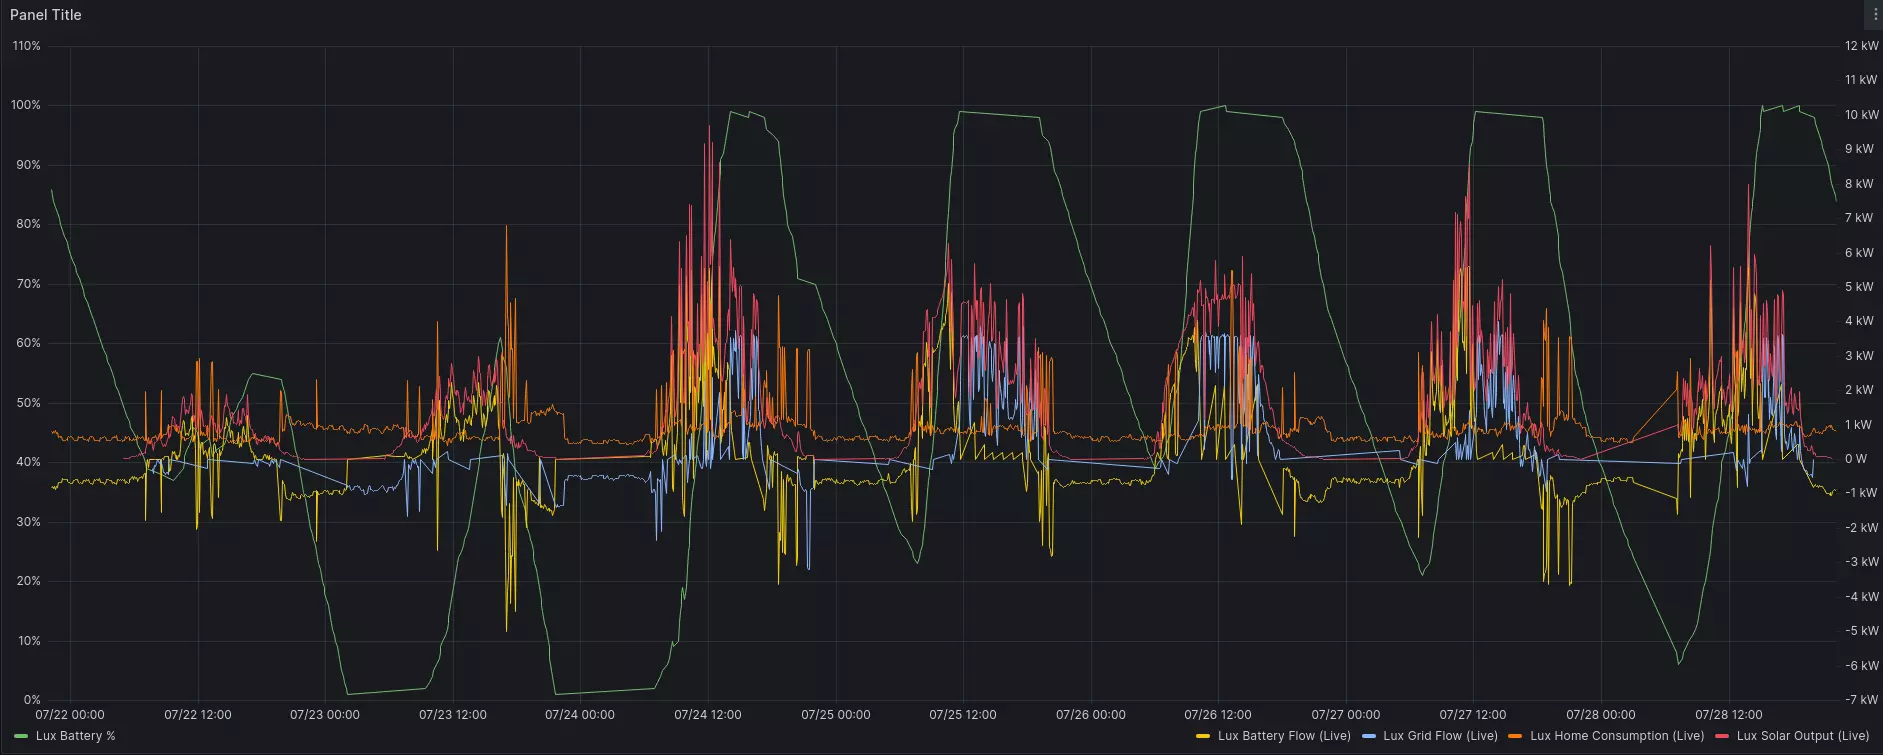 Panel Title
110%
100%
90%
80%
70%
60%
50%
40%
30%
20%
10%
0%
12 kW
11 kW
10 kW
9 kW
8 kW
7 kW
6 kW
5 kW
4 kW
3 kW
2 kW
1 kW
0 W
-1 kW
-2 kW
-3 kW
-4 kW
-5 kW
-6 kW
-7 kW
07/22 00:00 07/22 12:00 07/23 00:00 07/23 12:00 07/24 00:00 07/24 12:00 07/25 00:00 07/25 12:00 07/26 00:00 07/26 12:00 07/27 00:00 07/27 12:00 07/28 00:00 07/28 12:00
Lux Battery % Lux Battery Flow (Live) Lux Grid Flow (Live) Lux Home Consumption (Live) Lux Solar Output (Live)